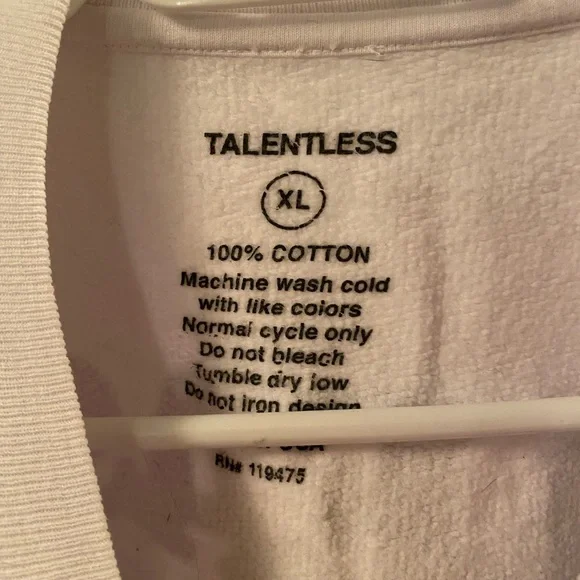 TALENTLESS
XL
100% COTTON
Machine wash cold
with like colors
Normal cycle only
Do not bleach
Tumble dry low
Do not iron design
USA
RN# 119475